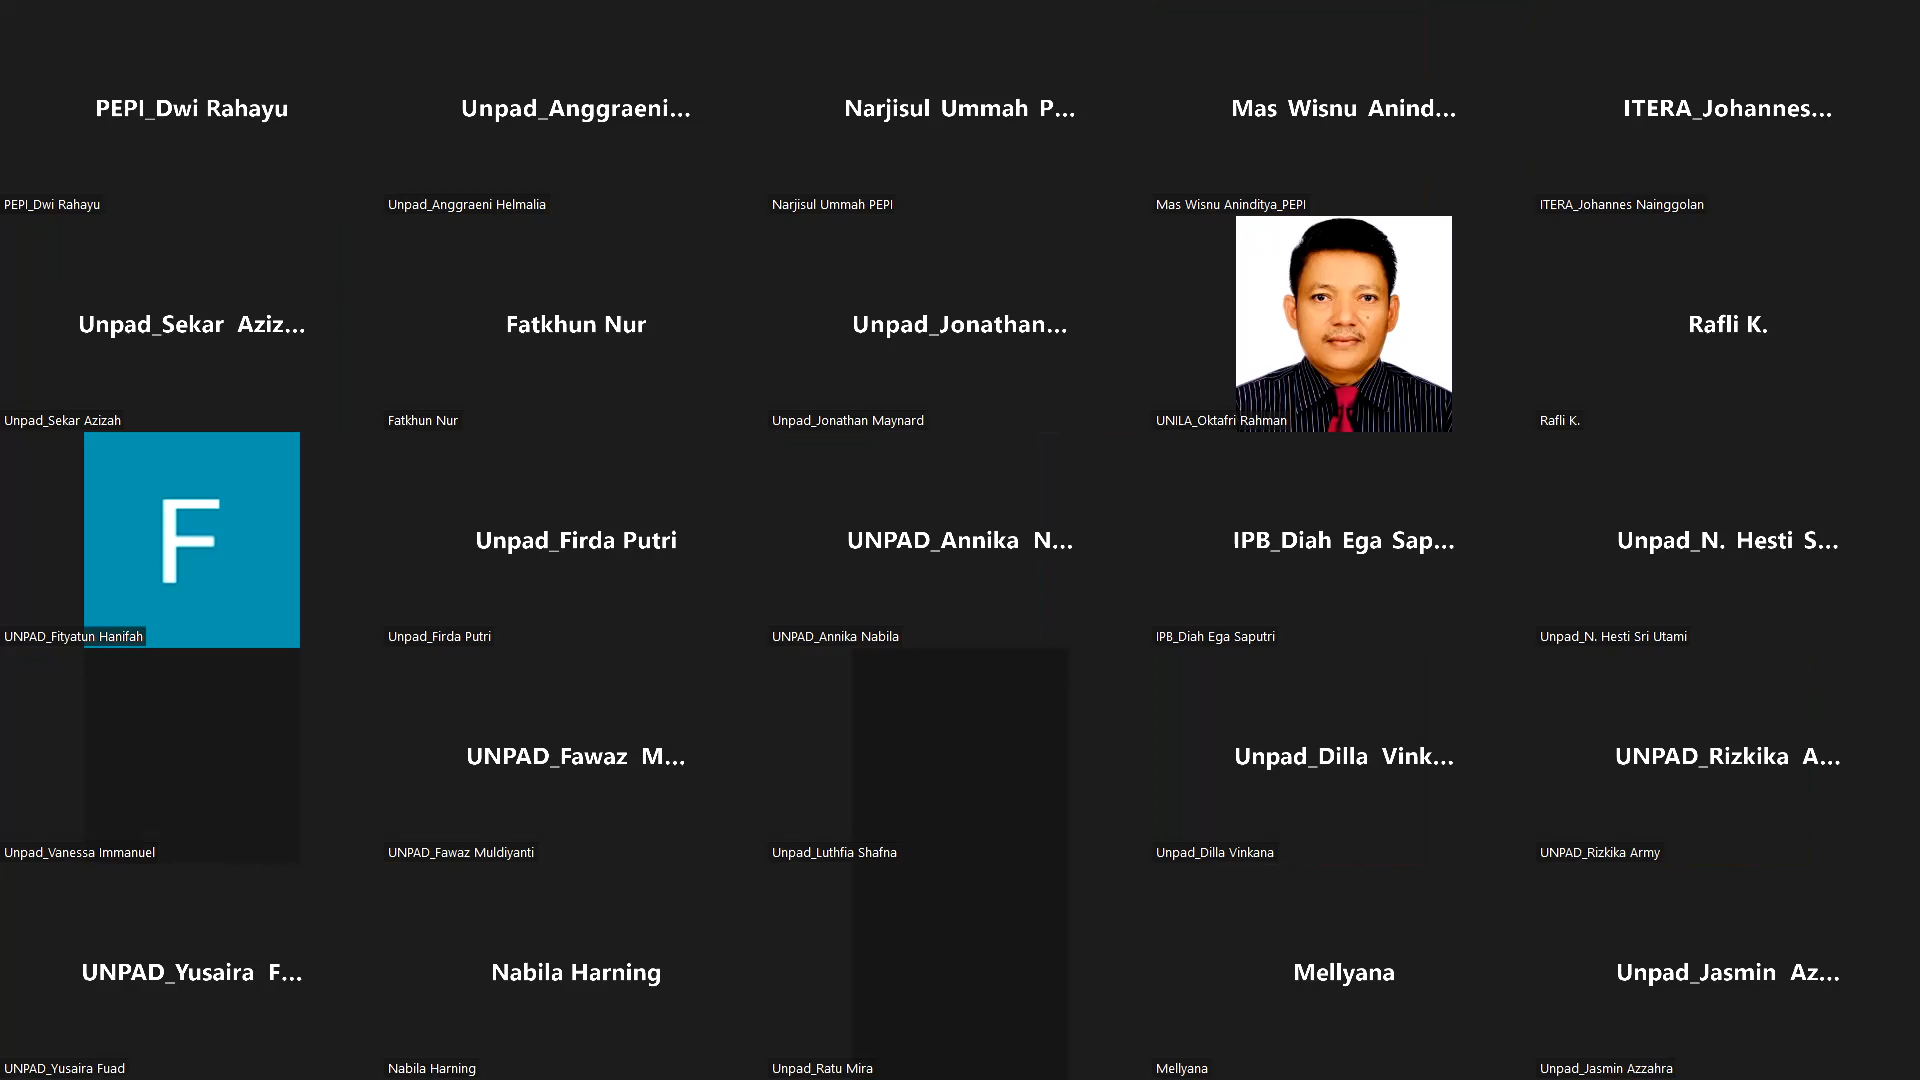 PEPI_Dwi Rahayu
Unpad_Anggraeni...
Narjisul Ummah P...
Mas Wisnu Anind...
ITERA_Johannes...
PEPI_Dwi Rahayu
Unpad_Anggraeni Helmalia
Narjisul Ummah PEPI
Mas Wisnu Aninditya_PEPI
ITERA_Johannes Nainggolan
Unpad_Sekar Aziz...
Fatkhun Nur
Unpad_Jonathan...
Rafli K.
Unpad_Sekar Azizah
Fatkhun Nur
Unpad_Jonathan Maynard
UNILA_Oktafri Rahman
Rafli K.
F
Unpad_Firda Putri
UNPAD_Annika N...
IPB_Diah Ega Sap...
Unpad_N. Hesti S...
UNPAD_Fityatun Hanifah
Unpad_Firda Putri
UNPAD_Annika Nabila
IPB_Diah Ega Saputri
Unpad_N. Hesti Sri Utami
UNPAD_Fawaz M...
Unpad_Dilla Vink...
UNPAD_Rizkika A...
Unpad_Vanessa Immanuel
UNPAD_Fawaz Muldiyanti
Unpad_Luthfia Shafna
Unpad_Dilla Vinkana
UNPAD_Rizkika Army
UNPAD_Yusaira F...
Nabila Harning
Mellyana
Unpad_Jasmin Az...
UNPAD_Yusaira Fuad
Nabila Harning
Unpad_Ratu Mira
Mellyana
Unpad_Jasmin Azzahra